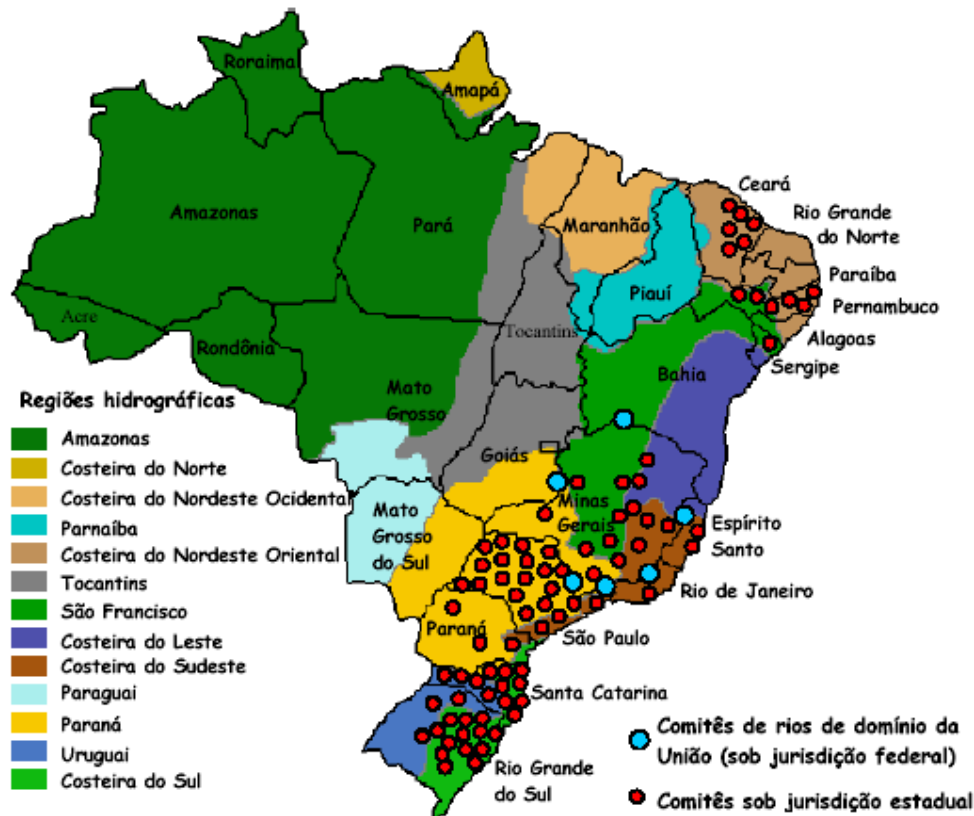 Roraima
Amapá
Amazonas
Pará
Maranhão
Ceará
Rio Grande
do Norte
Paraíba
Piauí
Pernambuco
Acre
Tocantins
Alagoas
Rondônia
Sergipe
Bahia
Mato
Grosso
Goiás
Mato
Grosso
do Sul
Minas
Gerais
Espírito
Santo
Rio de Janeiro
Paraná
São Paulo
Santa Catarina
Rio Grande
do Sul
Regiões hidrográficas
Amazonas
Costeira do Norte
Costeira do Nordeste Ocidental
Parnaíba
Costeira do Nordeste Oriental
Tocantins
São Francisco
Costeira do Leste
Costeira do Sudeste
Paraguai
Paraná
Uruguai
Costeira do Sul
Comitês de rios de domínio da
União (sob jurisdição federal)
Comitês sob jurisdição estadual